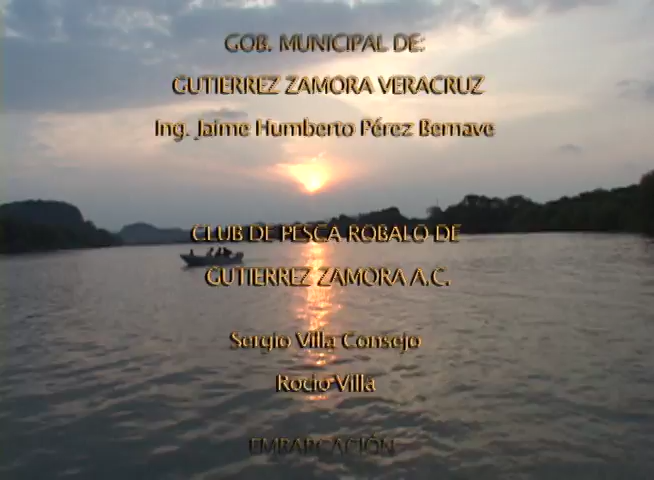 GOB. MUNICIPAL DE:
GUTIERREZ ZAMORA VERACRUZ
Ing. Jaime Humberto Pérez Bernave
CLUB DE PESCA ROBALO DE
GUTIERREZ ZAMORA A.C.
Sergio Villa Consejo
Rocio Villa
EMBARCACIÓN